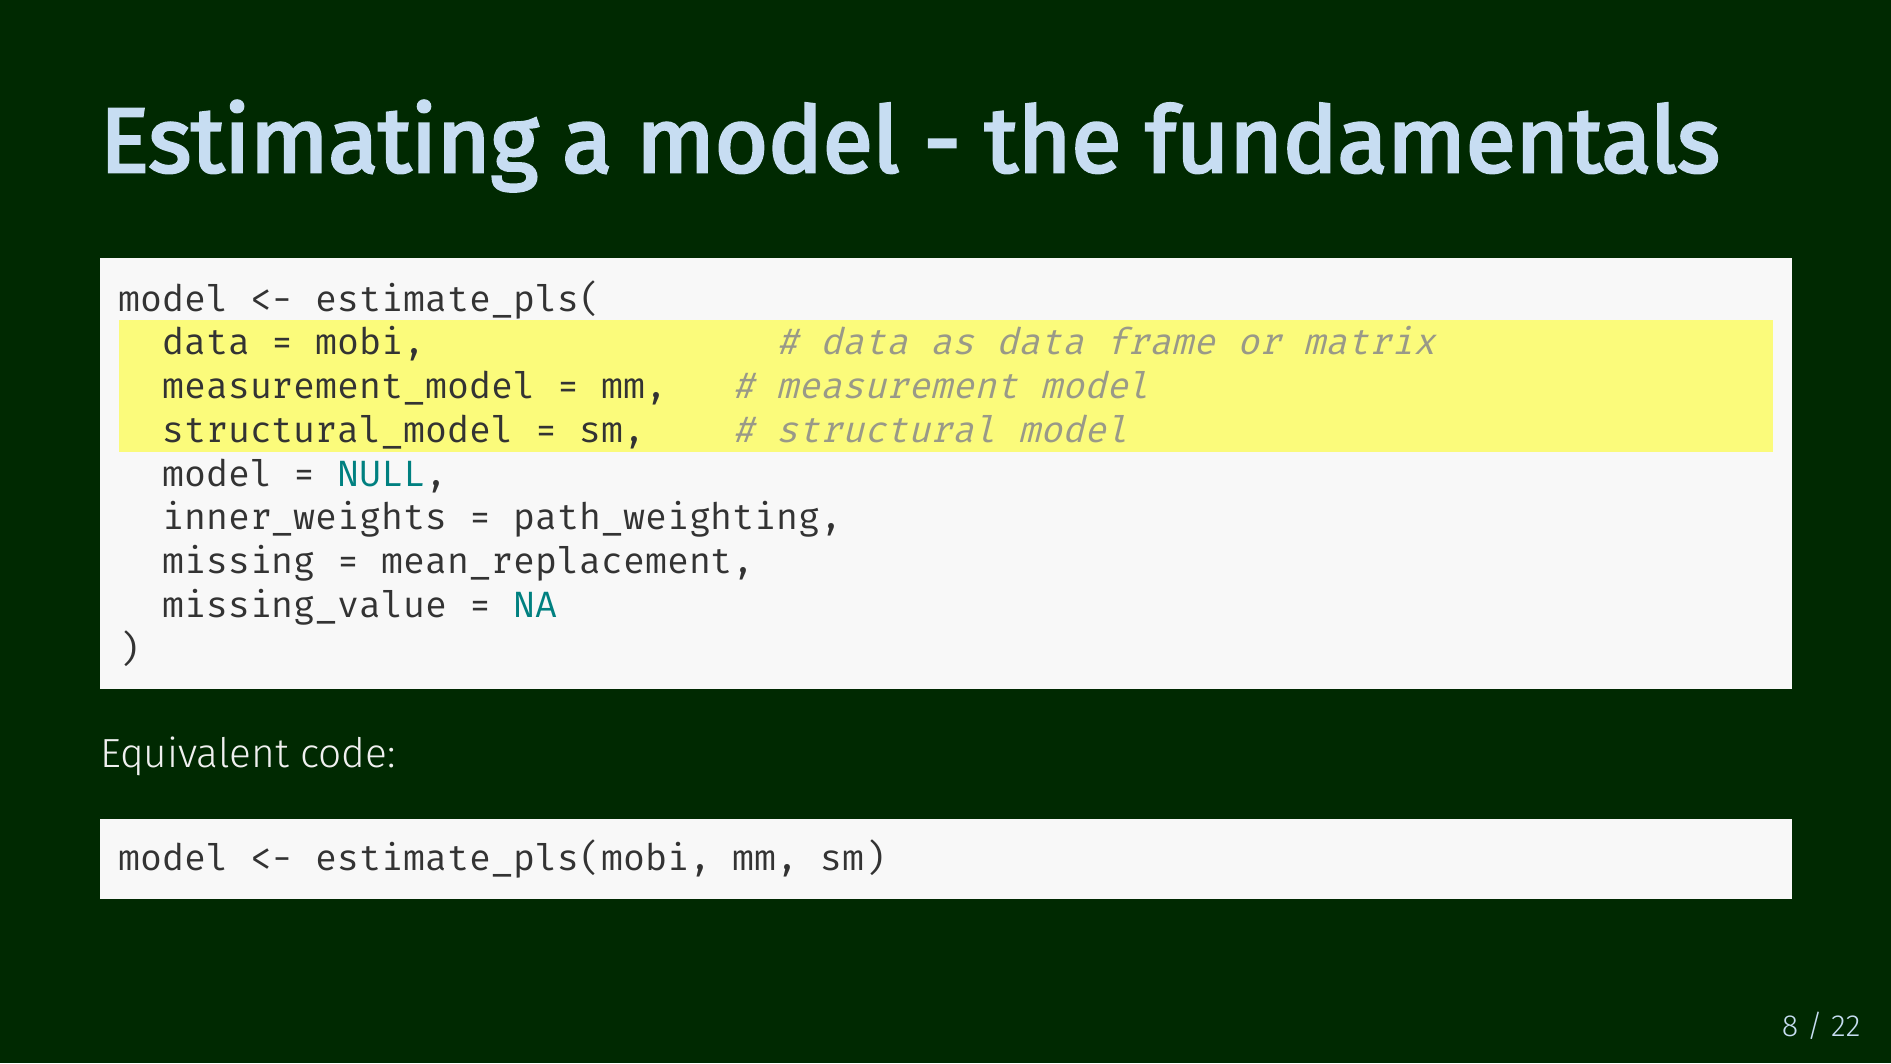 Estimating a model - the fundamentals
model <- estimate_pls(
  data = mobi,                # data as data frame or matrix
  measurement_model = mm,   # measurement model
  structural_model = sm,    # structural model
  model = NULL,
  inner_weights = path_weighting,
  missing = mean_replacement,
  missing_value = NA
)
Equivalent code:
model <- estimate_pls(mobi, mm, sm)
8 / 22